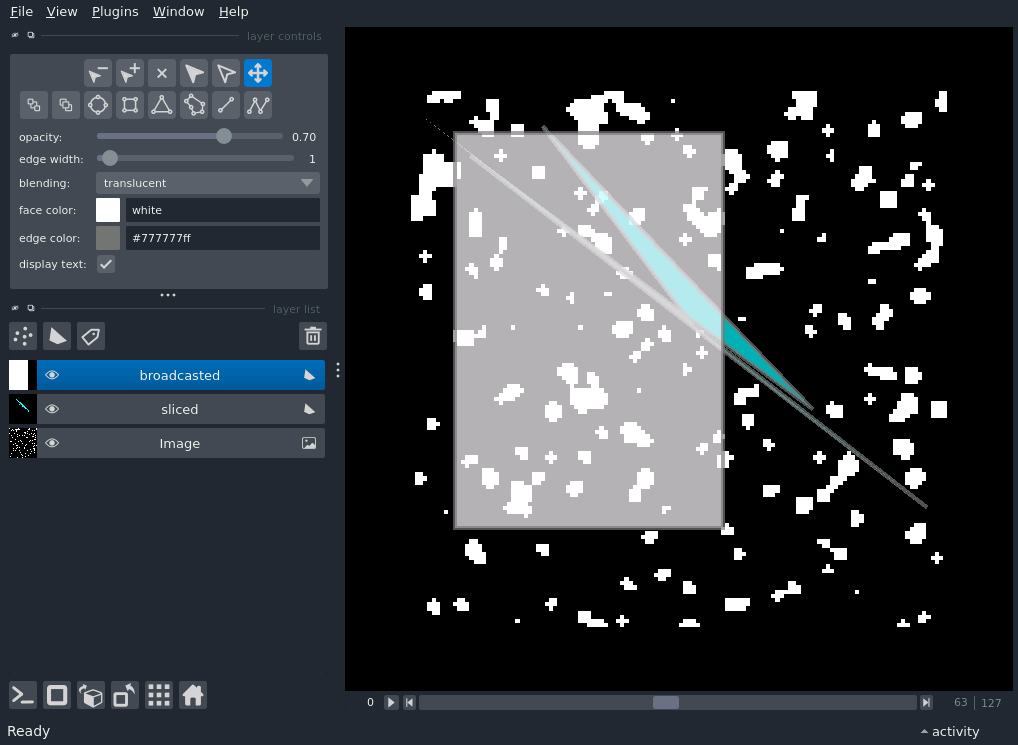 File View Plugins Window Help
layer controls
opacity: 0.70
edge width: 1
blending: translucent
face color: white
edge color: #777777ff
display text:
layer list
broadcasted
sliced
Image
0 63 127
Ready activity